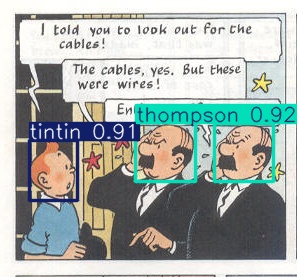 I told you to look out for the
cables!
The cables, yes. But these
were wires!
thompson 0.92
tintin 0.91